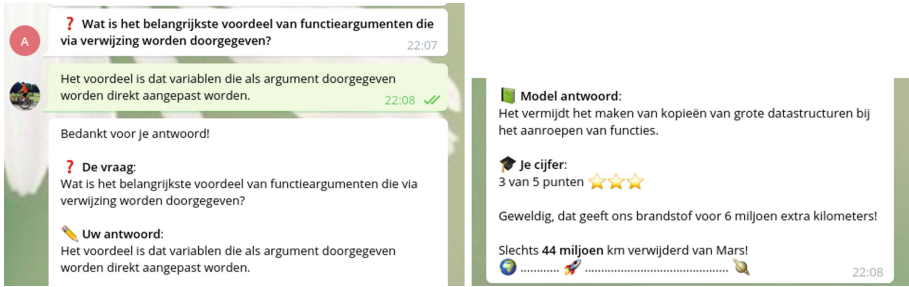 A
❓ Wat is het belangrijkste voordeel van functieargumenten die
via verwijzing worden doorgegeven?
22:07
Het voordeel is dat variablen die als argument doorgegeven
worden direkt aangepast worden.
22:08
Bedankt voor je antwoord!
❓ De vraag:
Wat is het belangrijkste voordeel van functieargumenten die via
verwijzing worden doorgegeven?
✏️ Uw antwoord:
Het voordeel is dat variablen die als argument doorgegeven
worden direkt aangepast worden.
📗 Model antwoord:
Het vermijdt het maken van kopieën van grote datastructuren bij
het aanroepen van functies.
🎓 Je cijfer:
3 van 5 punten ⭐⭐⭐
Geweldig, dat geeft ons brandstof voor 6 miljoen extra kilometers!
Slechts 44 miljoen km verwijderd van Mars!
🌍 ............ 🚀 ............................................ 🪐
22:08